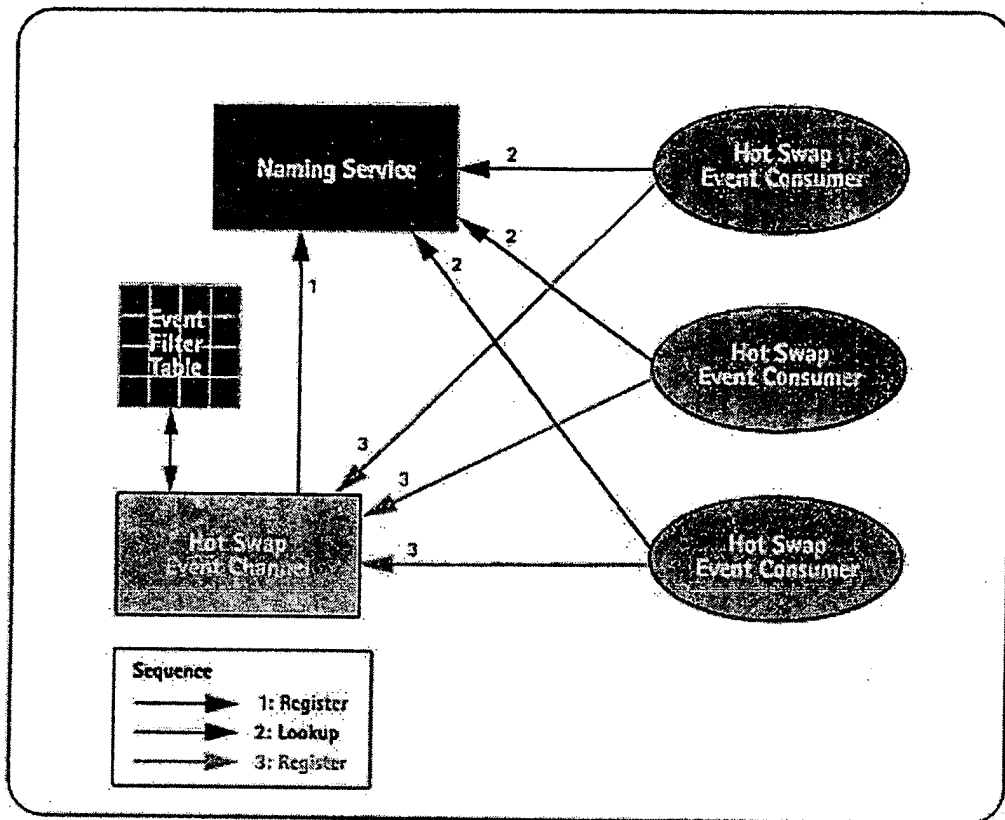 Naming Service
2
Hot Swap
Event Consumer
2
2
1
Event
Filter
Table
Hot Swap
Event Consumer
3
3
Hot Swap
Event Channel
3
Hot Swap
Event Consumer
Sequence
1: Register
2: Lookup
3: Register